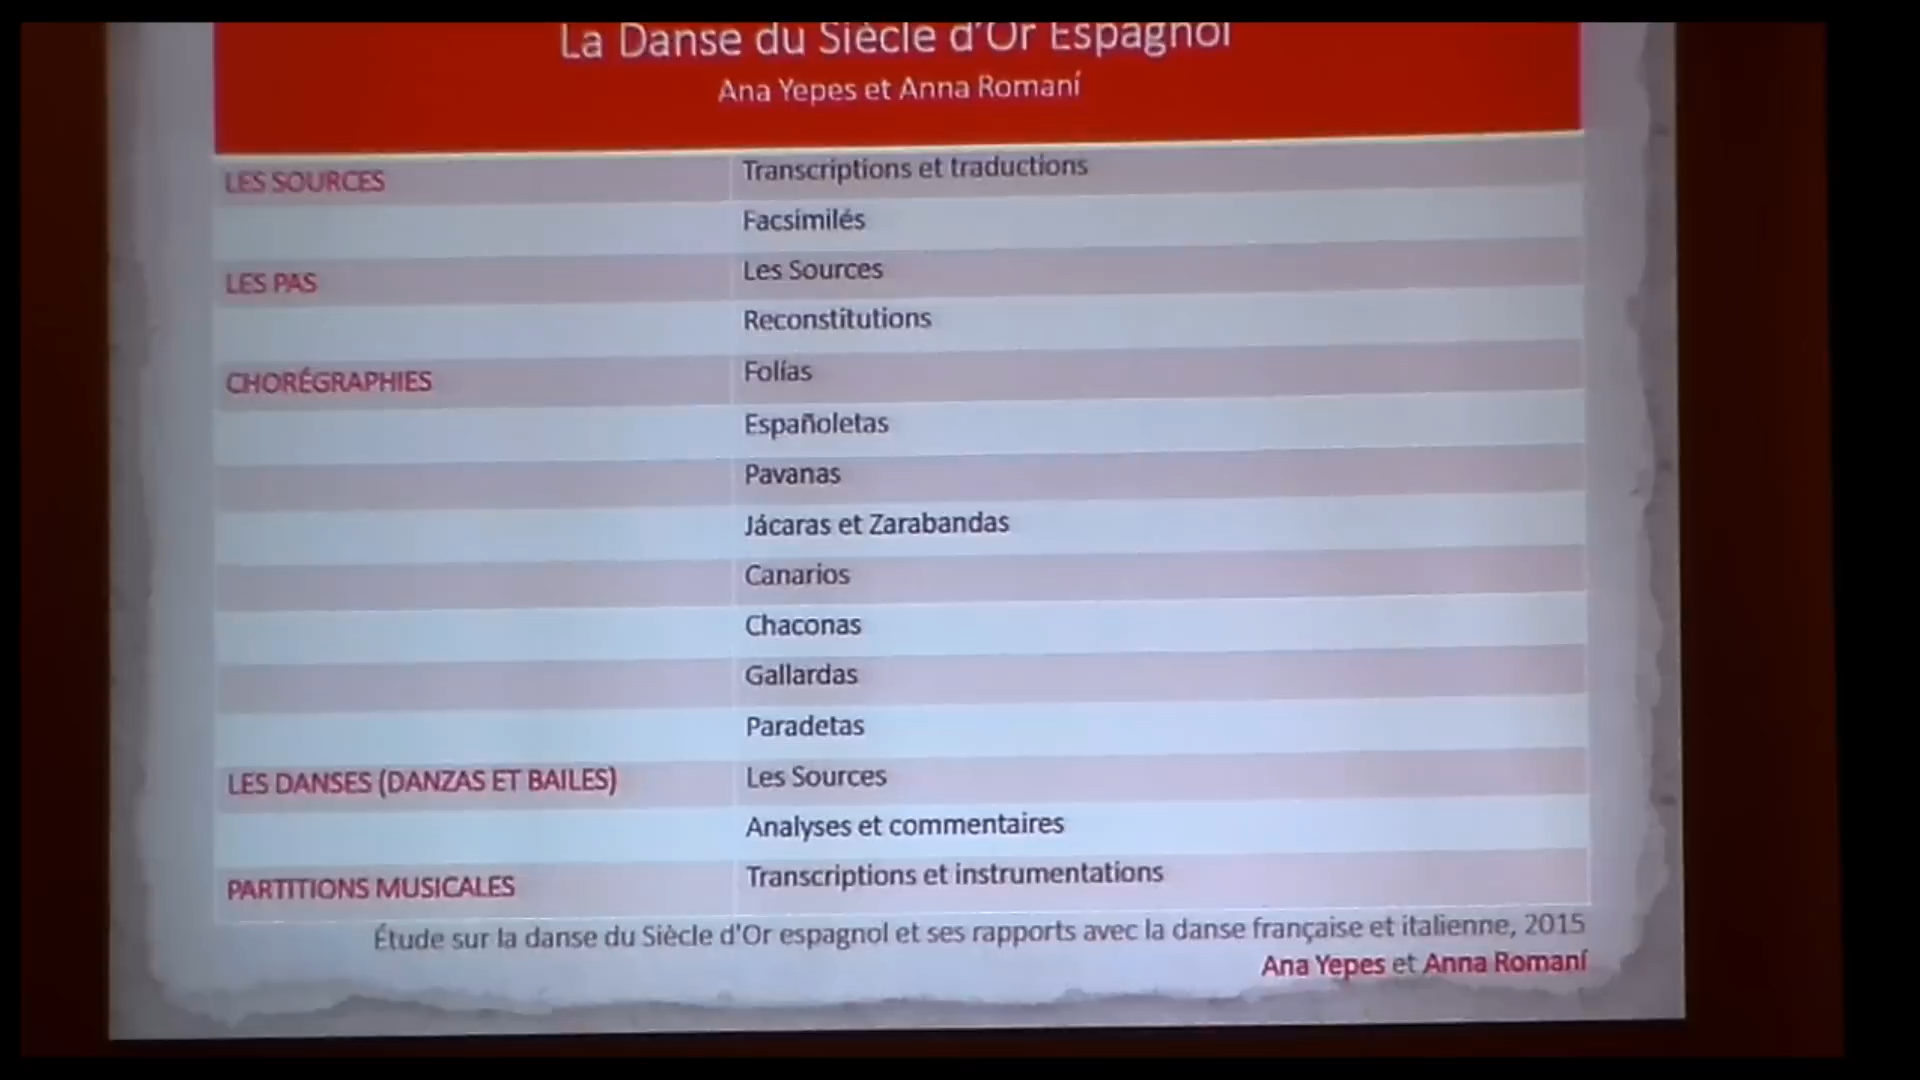 La Danse du Siècle d'Or Espagnol
Ana Yepes et Anna Romaní
LES SOURCES Transcriptions et traductions
Facsimilés
LES PAS Les Sources
Reconstitutions
CHORÉGRAPHIES Folías
Españoletas
Pavanas
Jácaras et Zarabandas
Canarios
Chaconas
Gallardas
Paradetas
LES DANSES (DANZAS ET BAILES) Les Sources
Analyses et commentaires
PARTITIONS MUSICALES Transcriptions et instrumentations
Étude sur la danse du Siècle d'Or espagnol et ses rapports avec la danse française et italienne, 2015
Ana Yepes et Anna Romaní